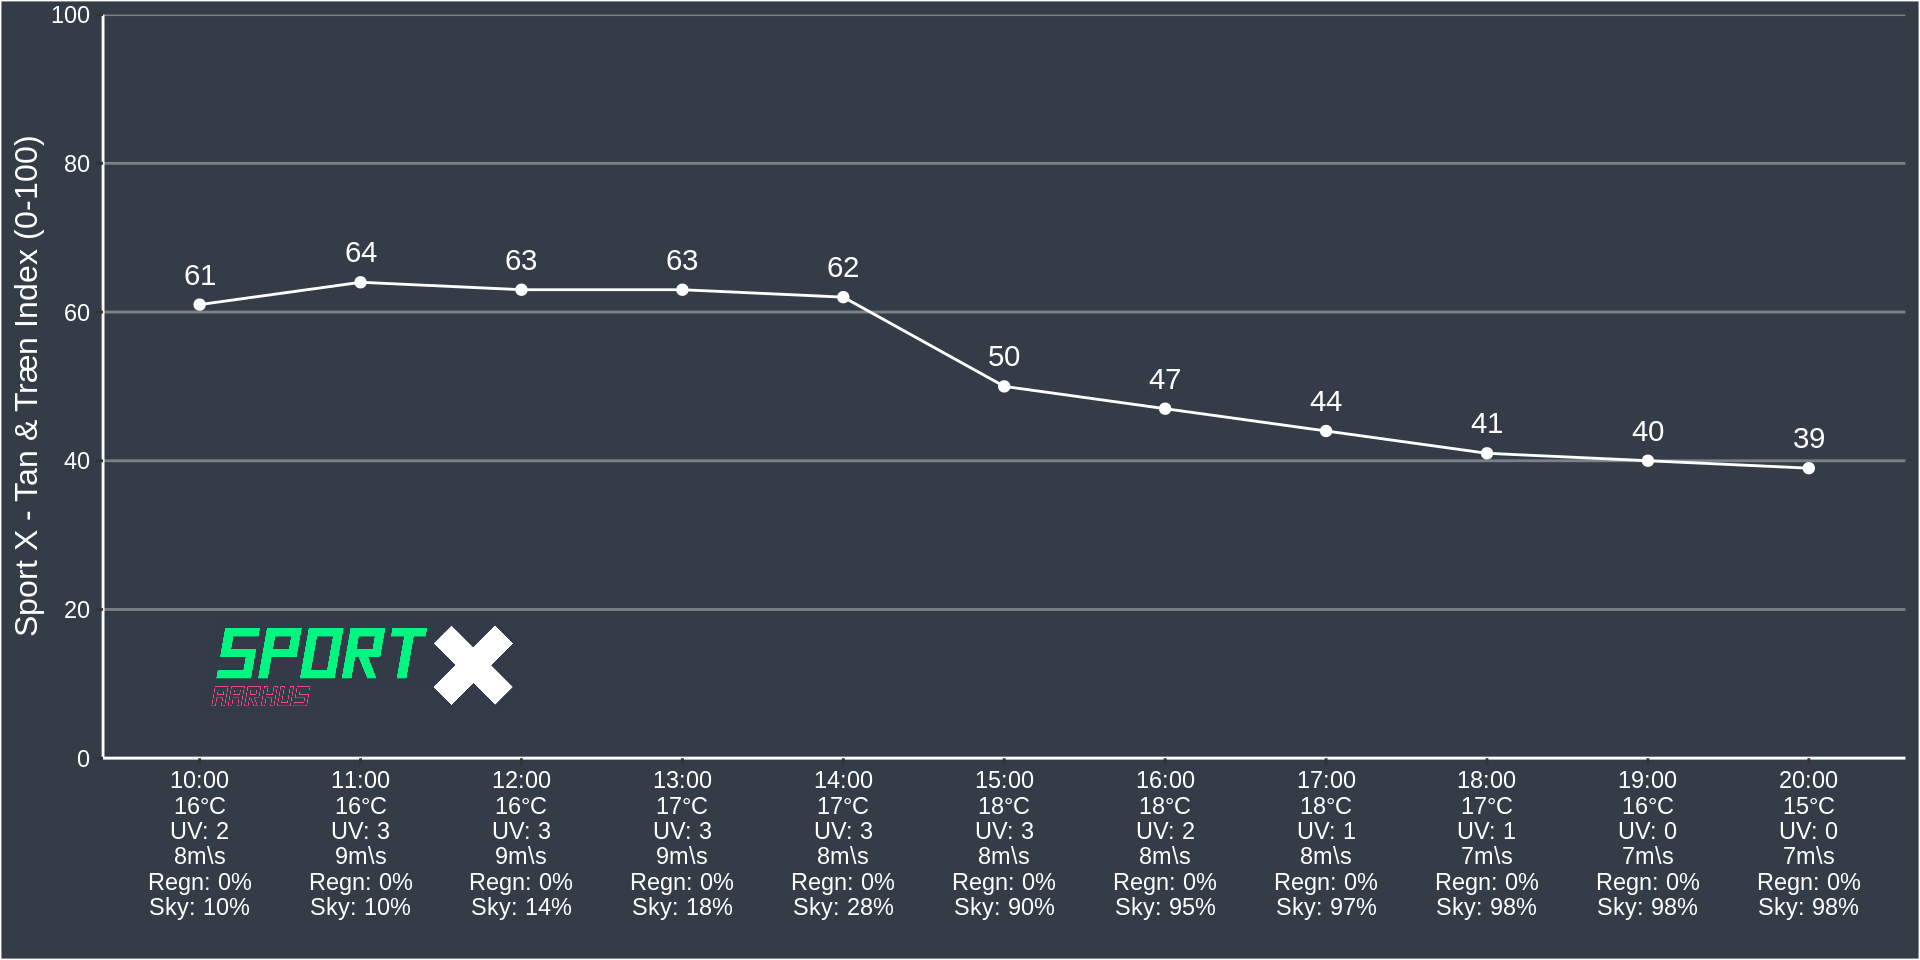 Sport X - Tan & Træn Index (0-100)
100
80
60
40
20
0
61
64
63
63
62
50
47
44
41
40
39
SPORT X
AARHUS
10:00 11:00 12:00 13:00 14:00 15:00 16:00 17:00 18:00 19:00 20:00
16°C 16°C 16°C 17°C 17°C 18°C 18°C 18°C 17°C 16°C 15°C
UV: 2 UV: 3 UV: 3 UV: 3 UV: 3 UV: 3 UV: 2 UV: 1 UV: 1 UV: 0 UV: 0
8m\s 9m\s 9m\s 9m\s 8m\s 8m\s 8m\s 8m\s 7m\s 7m\s 7m\s
Regn: 0% Regn: 0% Regn: 0% Regn: 0% Regn: 0% Regn: 0% Regn: 0% Regn: 0% Regn: 0% Regn: 0% Regn: 0%
Sky: 10% Sky: 10% Sky: 14% Sky: 18% Sky: 28% Sky: 90% Sky: 95% Sky: 97% Sky: 98% Sky: 98% Sky: 98%